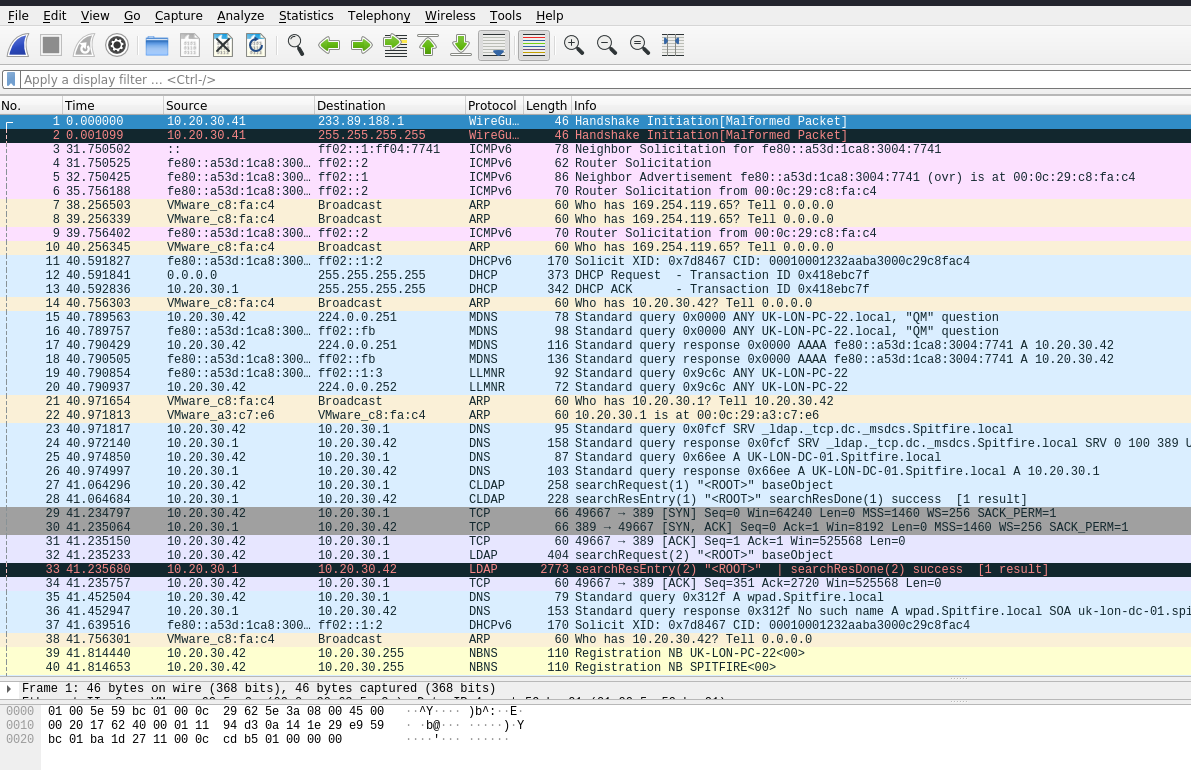 File Edit View Go Capture Analyze Statistics Telephony Wireless Tools Help
Apply a display filter … <Ctrl-/>
No. Time Source Destination Protocol Length Info
1 0.000000 10.20.30.41 233.89.188.1 WireGu… 46 Handshake Initiation[Malformed Packet]
2 0.001099 10.20.30.41 255.255.255.255 WireGu… 46 Handshake Initiation[Malformed Packet]
3 31.750502 :: ff02::1:ff04:7741 ICMPv6 78 Neighbor Solicitation for fe80::a53d:1ca8:3004:7741
4 31.750525 fe80::a53d:1ca8:300… ff02::2 ICMPv6 62 Router Solicitation
5 32.750425 fe80::a53d:1ca8:300… ff02::1 ICMPv6 86 Neighbor Advertisement fe80::a53d:1ca8:3004:7741 (ovr) is at 00:0c:29:c8:fa:c4
6 35.756188 fe80::a53d:1ca8:300… ff02::2 ICMPv6 70 Router Solicitation from 00:0c:29:c8:fa:c4
7 38.256503 VMware_c8:fa:c4 Broadcast ARP 60 Who has 169.254.119.65? Tell 0.0.0.0
8 39.256339 VMware_c8:fa:c4 Broadcast ARP 60 Who has 169.254.119.65? Tell 0.0.0.0
9 39.756402 fe80::a53d:1ca8:300… ff02::2 ICMPv6 70 Router Solicitation from 00:0c:29:c8:fa:c4
10 40.256345 VMware_c8:fa:c4 Broadcast ARP 60 Who has 169.254.119.65? Tell 0.0.0.0
11 40.591827 fe80::a53d:1ca8:300… ff02::1:2 DHCPv6 170 Solicit XID: 0x7d8467 CID: 00010001232aaba3000c29c8fac4
12 40.591841 0.0.0.0 255.255.255.255 DHCP 373 DHCP Request - Transaction ID 0x418ebc7f
13 40.592836 10.20.30.1 255.255.255.255 DHCP 342 DHCP ACK - Transaction ID 0x418ebc7f
14 40.756303 VMware_c8:fa:c4 Broadcast ARP 60 Who has 10.20.30.42? Tell 0.0.0.0
15 40.789563 10.20.30.42 224.0.0.251 MDNS 78 Standard query 0x0000 ANY UK-LON-PC-22.local, "QM" question
16 40.789757 fe80::a53d:1ca8:300… ff02::fb MDNS 98 Standard query 0x0000 ANY UK-LON-PC-22.local, "QM" question
17 40.790429 10.20.30.42 224.0.0.251 MDNS 116 Standard query response 0x0000 AAAA fe80::a53d:1ca8:3004:7741 A 10.20.30.42
18 40.790505 fe80::a53d:1ca8:300… ff02::fb MDNS 136 Standard query response 0x0000 AAAA fe80::a53d:1ca8:3004:7741 A 10.20.30.42
19 40.790854 fe80::a53d:1ca8:300… ff02::1:3 LLMNR 92 Standard query 0x9c6c ANY UK-LON-PC-22
20 40.790937 10.20.30.42 224.0.0.252 LLMNR 72 Standard query 0x9c6c ANY UK-LON-PC-22
21 40.971654 VMware_c8:fa:c4 Broadcast ARP 60 Who has 10.20.30.1? Tell 10.20.30.42
22 40.971813 VMware_a3:c7:e6 VMware_c8:fa:c4 ARP 60 10.20.30.1 is at 00:0c:29:a3:c7:e6
23 40.971817 10.20.30.42 10.20.30.1 DNS 95 Standard query 0x0fcf SRV _ldap._tcp.dc._msdcs.Spitfire.local
24 40.972140 10.20.30.1 10.20.30.42 DNS 158 Standard query response 0x0fcf SRV _ldap._tcp.dc._msdcs.Spitfire.local SRV 0 100 389 U
25 40.974850 10.20.30.42 10.20.30.1 DNS 87 Standard query 0x66ee A UK-LON-DC-01.Spitfire.local
26 40.974997 10.20.30.1 10.20.30.42 DNS 103 Standard query response 0x66ee A UK-LON-DC-01.Spitfire.local A 10.20.30.1
27 41.064296 10.20.30.42 10.20.30.1 CLDAP 258 searchRequest(1) "<ROOT>" baseObject
28 41.064684 10.20.30.1 10.20.30.42 CLDAP 228 searchResEntry(1) "<ROOT>" searchResDone(1) success [1 result]
29 41.234797 10.20.30.42 10.20.30.1 TCP 66 49667 → 389 [SYN] Seq=0 Win=64240 Len=0 MSS=1460 WS=256 SACK_PERM=1
30 41.235064 10.20.30.1 10.20.30.42 TCP 66 389 → 49667 [SYN, ACK] Seq=0 Ack=1 Win=8192 Len=0 MSS=1460 WS=256 SACK_PERM=1
31 41.235150 10.20.30.42 10.20.30.1 TCP 60 49667 → 389 [ACK] Seq=1 Ack=1 Win=525568 Len=0
32 41.235233 10.20.30.42 10.20.30.1 LDAP 404 searchRequest(2) "<ROOT>" baseObject
33 41.235680 10.20.30.1 10.20.30.42 LDAP 2773 searchResEntry(2) "<ROOT>" | searchResDone(2) success [1 result]
34 41.235757 10.20.30.42 10.20.30.1 TCP 60 49667 → 389 [ACK] Seq=351 Ack=2720 Win=525568 Len=0
35 41.452504 10.20.30.42 10.20.30.1 DNS 79 Standard query 0x312f A wpad.Spitfire.local
36 41.452947 10.20.30.1 10.20.30.42 DNS 153 Standard query response 0x312f No such name A wpad.Spitfire.local SOA uk-lon-dc-01.spi
37 41.639516 fe80::a53d:1ca8:300… ff02::1:2 DHCPv6 170 Solicit XID: 0x7d8467 CID: 00010001232aaba3000c29c8fac4
38 41.756301 VMware_c8:fa:c4 Broadcast ARP 60 Who has 10.20.30.42? Tell 0.0.0.0
39 41.814440 10.20.30.42 10.20.30.255 NBNS 110 Registration NB UK-LON-PC-22<00>
40 41.814653 10.20.30.42 10.20.30.255 NBNS 110 Registration NB SPITFIRE<00>
Frame 1: 46 bytes on wire (368 bits), 46 bytes captured (368 bits)
0000 01 00 5e 59 bc 01 00 0c 29 62 5e 3a 08 00 45 00 ··^Y···· )b^:··E·
0010 00 20 17 62 40 00 01 11 94 d3 0a 14 1e 29 e9 59 · ·b@··· ·····)·Y
0020 bc 01 ba 1d 27 11 00 0c cd b5 01 00 00 00 ····'··· ······